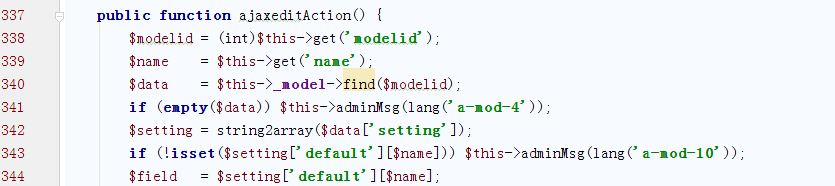 337 public function ajaxeditAction() {
338 $modelid = (int)$this->get('modelid');
339 $name    = $this->get('name');
340 $data    = $this->_model->find($modelid);
341 if (empty($data)) $this->adminMsg(lang('a-mod-4'));
342 $setting = string2array($data['setting']);
343 if (!isset($setting['default'][$name])) $this->adminMsg(lang('a-mod-10'));
344 $field   = $setting['default'][$name];